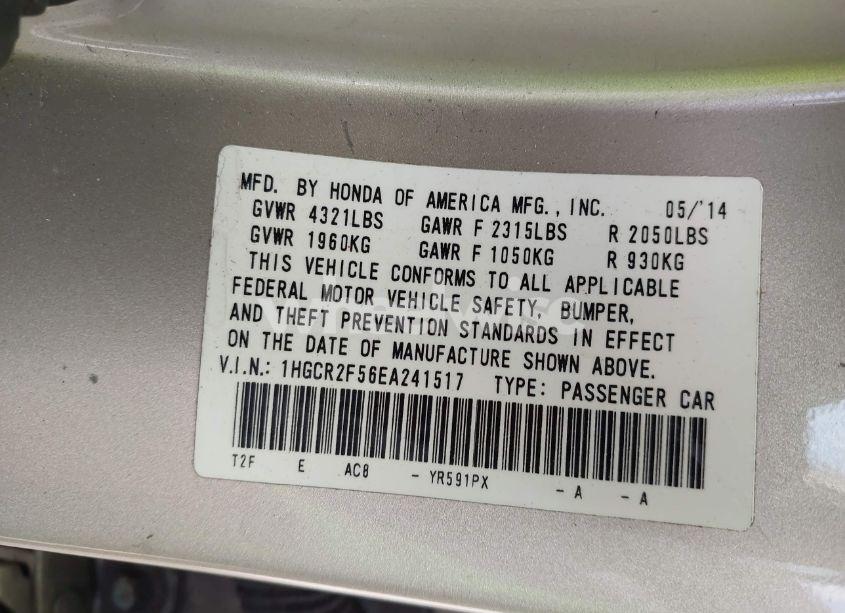 MFD. BY HONDA OF AMERICA MFG., INC. 05/'14
GVWR 4321LBS GAWR F 2315LBS R 2050LBS
GVWR 1960KG GAWR F 1050KG R 930KG
THIS VEHICLE CONFORMS TO ALL APPLICABLE
FEDERAL MOTOR VEHICLE SAFETY, BUMPER,
AND THEFT PREVENTION STANDARDS IN EFFECT
ON THE DATE OF MANUFACTURE SHOWN ABOVE.
V.I.N.: 1HGCR2F56EA241517 TYPE: PASSENGER CAR
T2F E AC8 - YR591PX - A - A